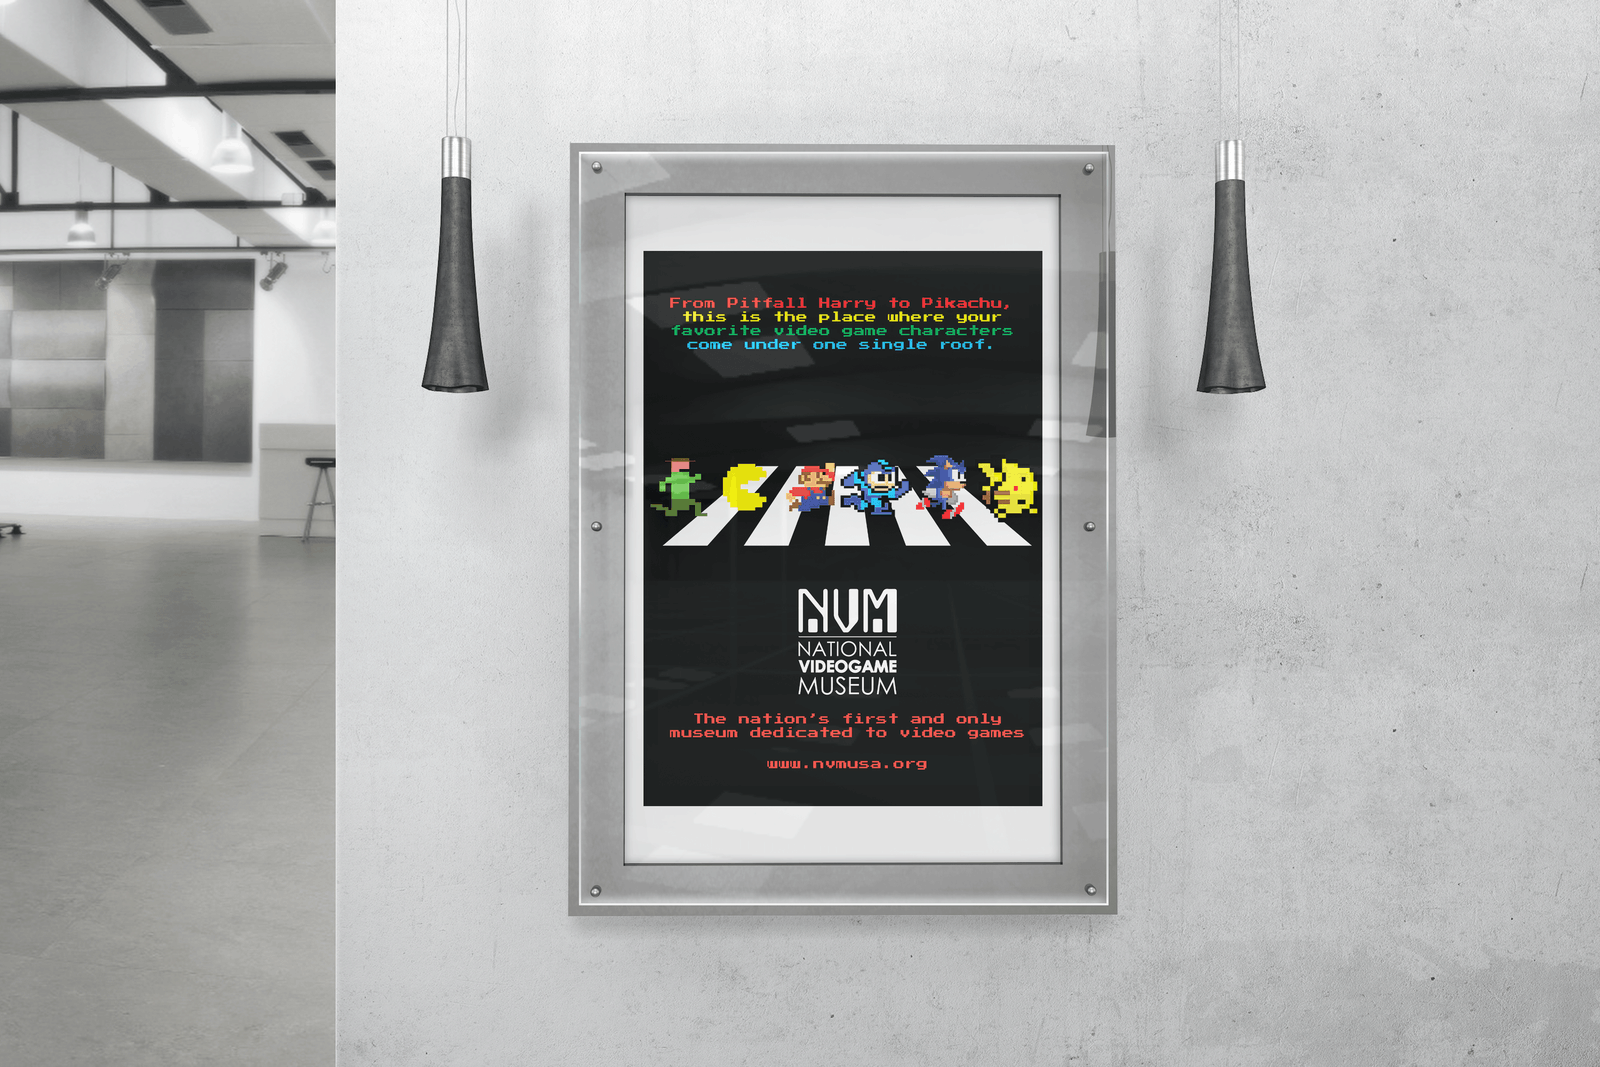 From Pitfall Harry to Pikachu,
this is the place where your
favorite video game characters
come under one single roof.
NVM
NATIONAL
VIDEOGAME
MUSEUM
The nation's first and only
museum dedicated to video games
www.nvmusa.org